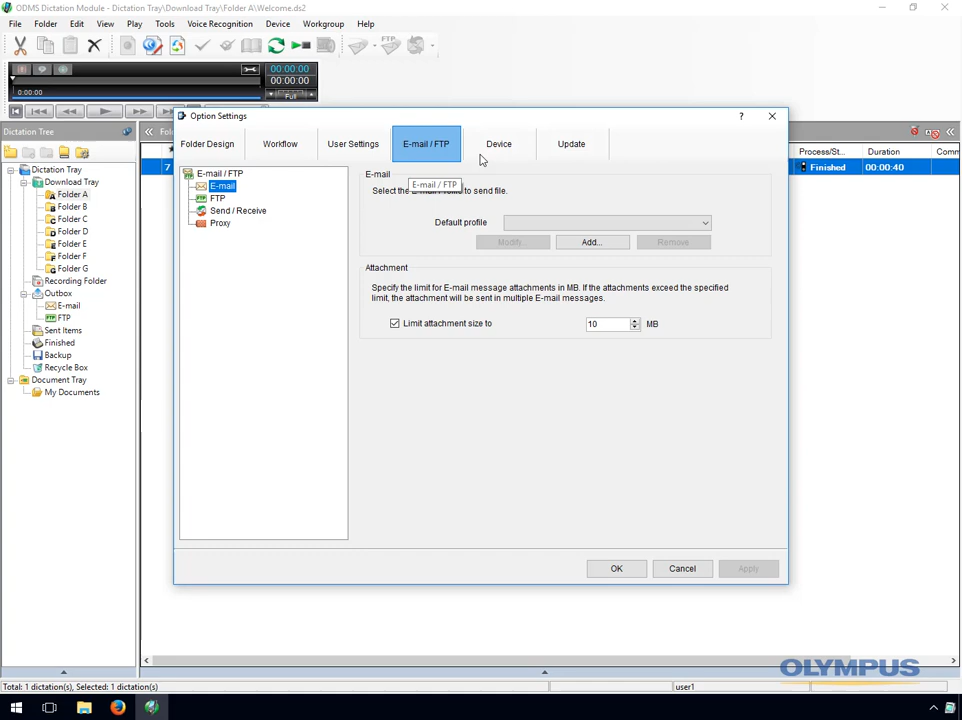 ODMS Dictation Module - Dictation Tray\Download Tray\Folder A\Welcome.ds2
File Folder Edit View Play Tools Voice Recognition Device Workgroup Help
FTP
00:00:00
00:00:00
0:00:00
Full
Dictation Tree
Dictation Tray
Download Tray
Folder A
Folder B
Folder C
Folder D
Folder E
Folder F
Folder G
Recording Folder
Outbox
E-mail
FTP
Sent Items
Finished
Backup
Recycle Box
Document Tray
My Documents
Process/St... Duration Comm
7 Finished 00:00:40
Option Settings
Folder Design Workflow User Settings E-mail / FTP Device Update
E-mail / FTP
E-mail
FTP
Send / Receive
Proxy
E-mail
E-mail / FTP
Select the E-mail Profile to send file.
Default profile
Modify... Add... Remove
Attachment
Specify the limit for E-mail message attachments in MB. If the attachments exceed the specified
limit, the attachment will be sent in multiple E-mail messages.
Limit attachment size to 10 MB
OK Cancel Apply
OLYMPUS
Total: 1 dictation(s), Selected: 1 dictation(s) user1